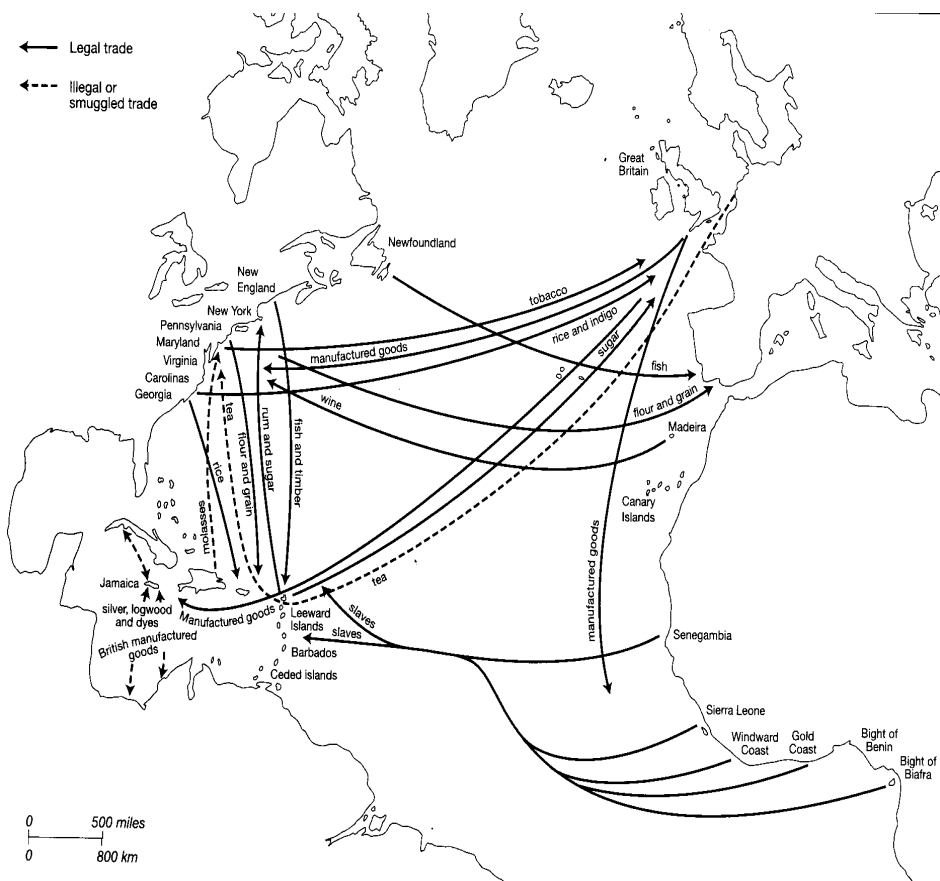 Legal trade
Illegal or
smuggled trade
Great
Britain
Newfoundland
New
England
New York
Pennsylvania
Maryland
Virginia
Carolinas
Georgia
tobacco
rice and indigo
manufactured goods
sugar
fish
wine
flour and grain
Madeira
Canary
Islands
tea
flour and grain
rum and sugar
fish and timber
rice
molasses
manufactured goods
tea
Jamaica
silver, logwood
and dyes
British manufactured
goods
Manufactured goods
Leeward
Islands
slaves
slaves
Barbados
Ceded islands
Senegambia
Sierra Leone
Windward
Coast
Gold
Coast
Bight of
Benin
Bight of
Biafra
0 500 miles
0 800 km